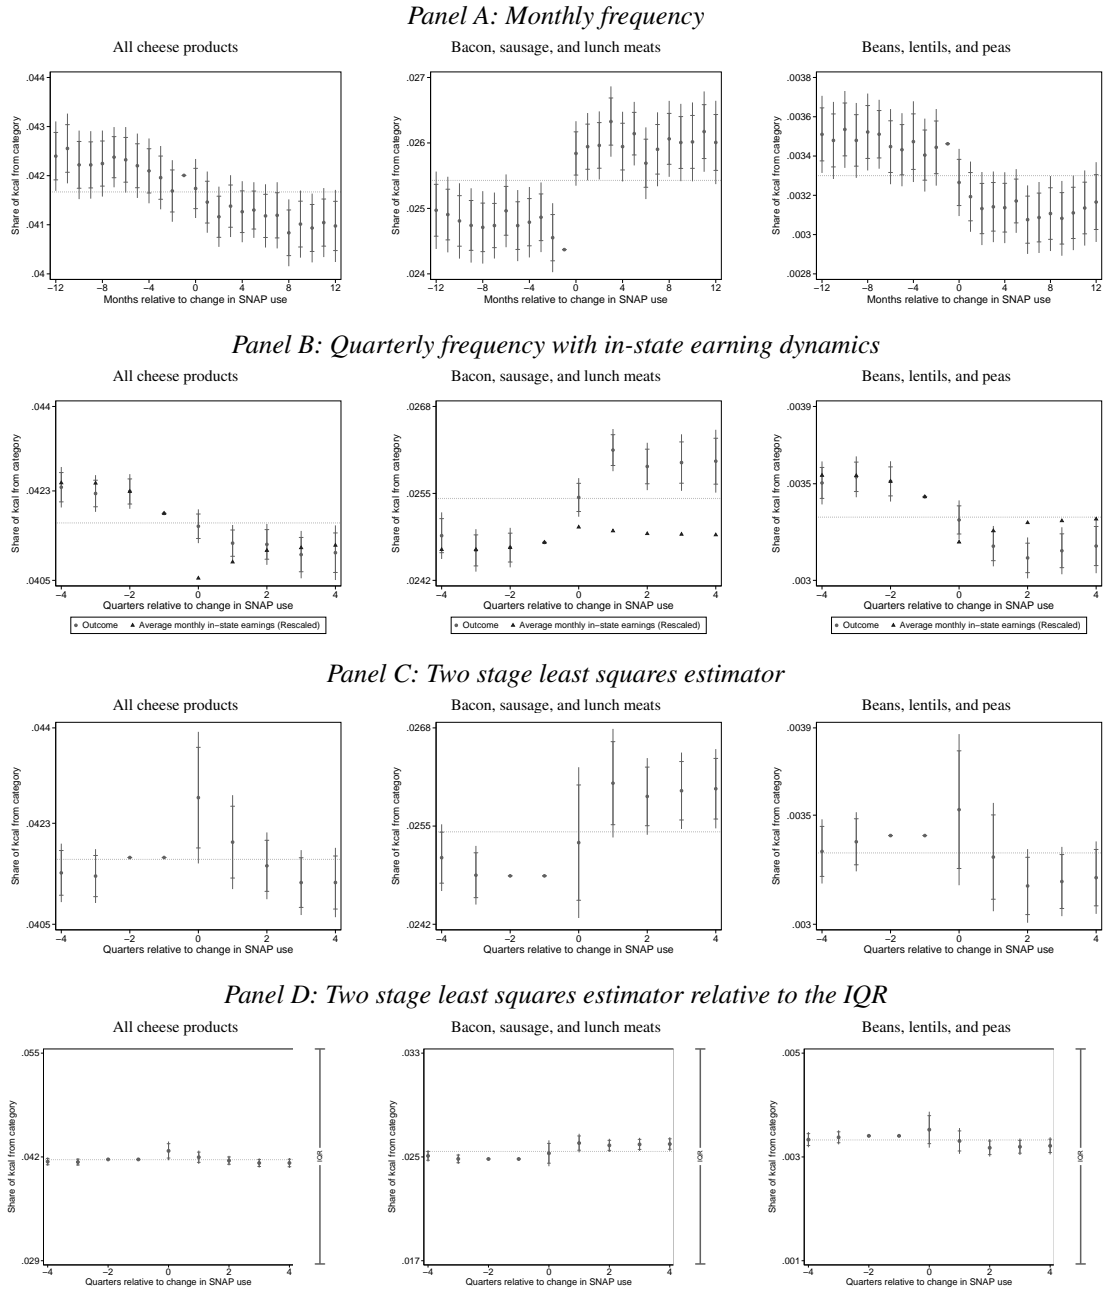 Panel A: Monthly frequency
All cheese products
Bacon, sausage, and lunch meats
Beans, lentils, and peas
Share of kcal from category
.044
.043
.042
.041
.04
−12 −8 −4 0 4 8 12
Months relative to change in SNAP use
Share of kcal from category
.027
.026
.025
.024
−12 −8 −4 0 4 8 12
Months relative to change in SNAP use
Share of kcal from category
.0038
.0036
.0034
.0032
.003
.0028
−12 −8 −4 0 4 8 12
Months relative to change in SNAP use
Panel B: Quarterly frequency with in-state earning dynamics
All cheese products
Bacon, sausage, and lunch meats
Beans, lentils, and peas
Share of kcal from category
.044
.0423
.0405
−4 −2 0 2 4
Quarters relative to change in SNAP use
Outcome Average monthly in−state earnings (Rescaled)
Share of kcal from category
.0268
.0255
.0242
−4 −2 0 2 4
Quarters relative to change in SNAP use
Outcome Average monthly in−state earnings (Rescaled)
Share of kcal from category
.0039
.0035
.003
−4 −2 0 2 4
Quarters relative to change in SNAP use
Outcome Average monthly in−state earnings (Rescaled)
Panel C: Two stage least squares estimator
All cheese products
Bacon, sausage, and lunch meats
Beans, lentils, and peas
Share of kcal from category
.044
.0423
.0405
−4 −2 0 2 4
Quarters relative to change in SNAP use
Share of kcal from category
.0268
.0255
.0242
−4 −2 0 2 4
Quarters relative to change in SNAP use
Share of kcal from category
.0039
.0035
.003
−4 −2 0 2 4
Quarters relative to change in SNAP use
Panel D: Two stage least squares estimator relative to the IQR
All cheese products
Bacon, sausage, and lunch meats
Beans, lentils, and peas
Share of kcal from category
.055
.042
.029
−4 −2 0 2 4
Quarters relative to change in SNAP use
IQR
Share of kcal from category
.033
.025
.017
−4 −2 0 2 4
Quarters relative to change in SNAP use
IQR
Share of kcal from category
.005
.003
.001
−4 −2 0 2 4
Quarters relative to change in SNAP use
IQR